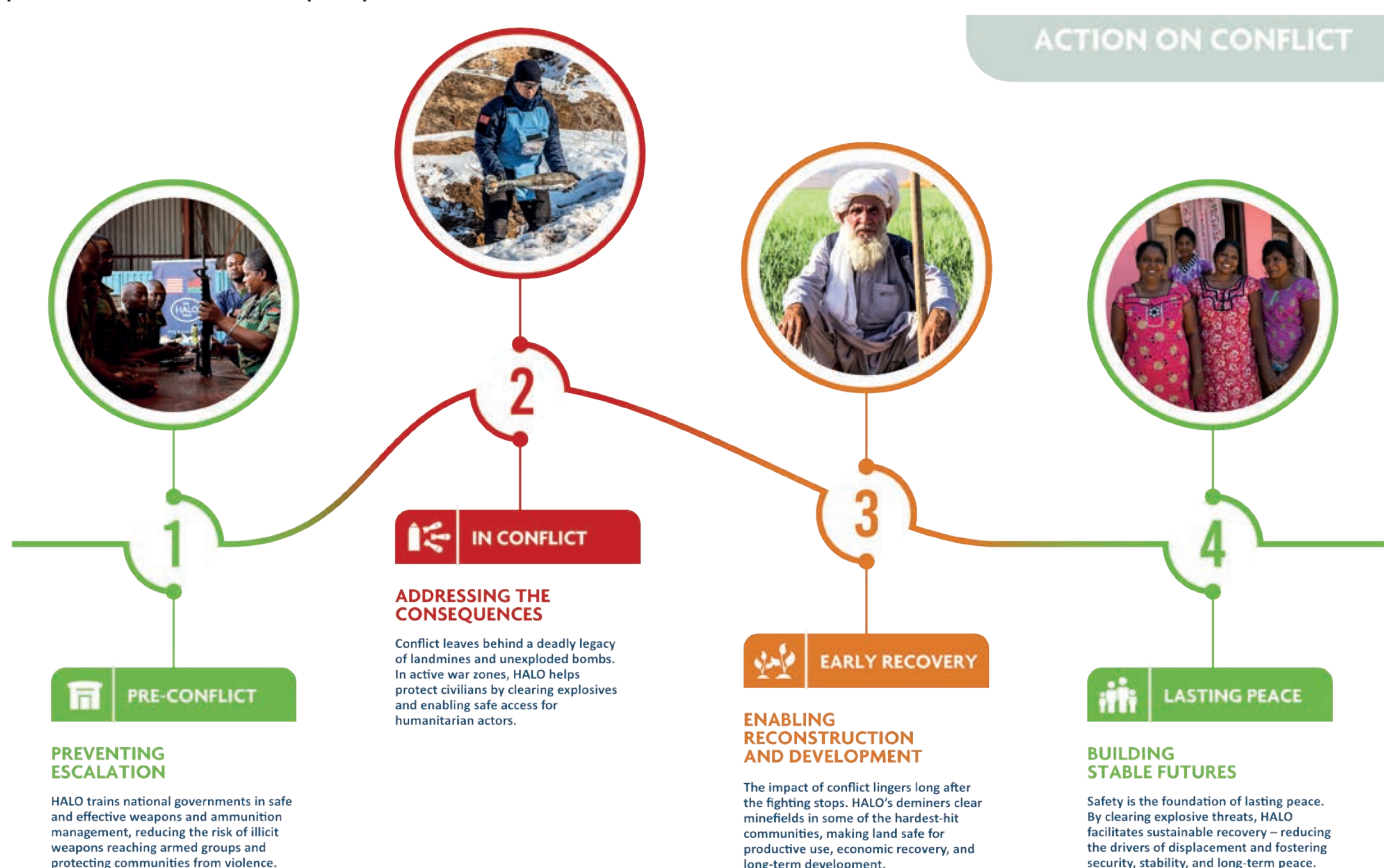 ACTION ON CONFLICT
HALO
1
PRE-CONFLICT
PREVENTING
ESCALATION
HALO trains national governments in safe
and effective weapons and ammunition
management, reducing the risk of illicit
weapons reaching armed groups and
protecting communities from violence.
2
IN CONFLICT
ADDRESSING THE
CONSEQUENCES
Conflict leaves behind a deadly legacy
of landmines and unexploded bombs.
In active war zones, HALO helps
protect civilians by clearing explosives
and enabling safe access for
humanitarian actors.
3
EARLY RECOVERY
ENABLING
RECONSTRUCTION
AND DEVELOPMENT
The impact of conflict lingers long after
the fighting stops. HALO's deminers clear
minefields in some of the hardest-hit
communities, making land safe for
productive use, economic recovery, and
long-term development.
4
LASTING PEACE
BUILDING
STABLE FUTURES
Safety is the foundation of lasting peace.
By clearing explosive threats, HALO
facilitates sustainable recovery – reducing
the drivers of displacement and fostering
security, stability, and long-term peace.